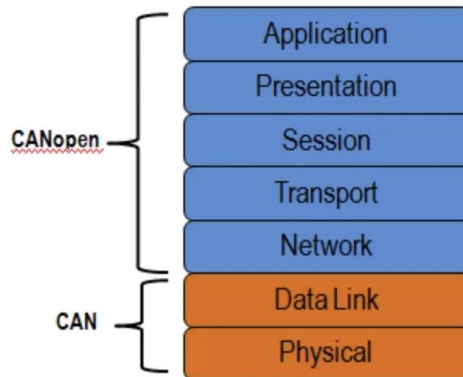 Application
Presentation
CANopen
Session
Transport
Network
Data Link
CAN
Physical